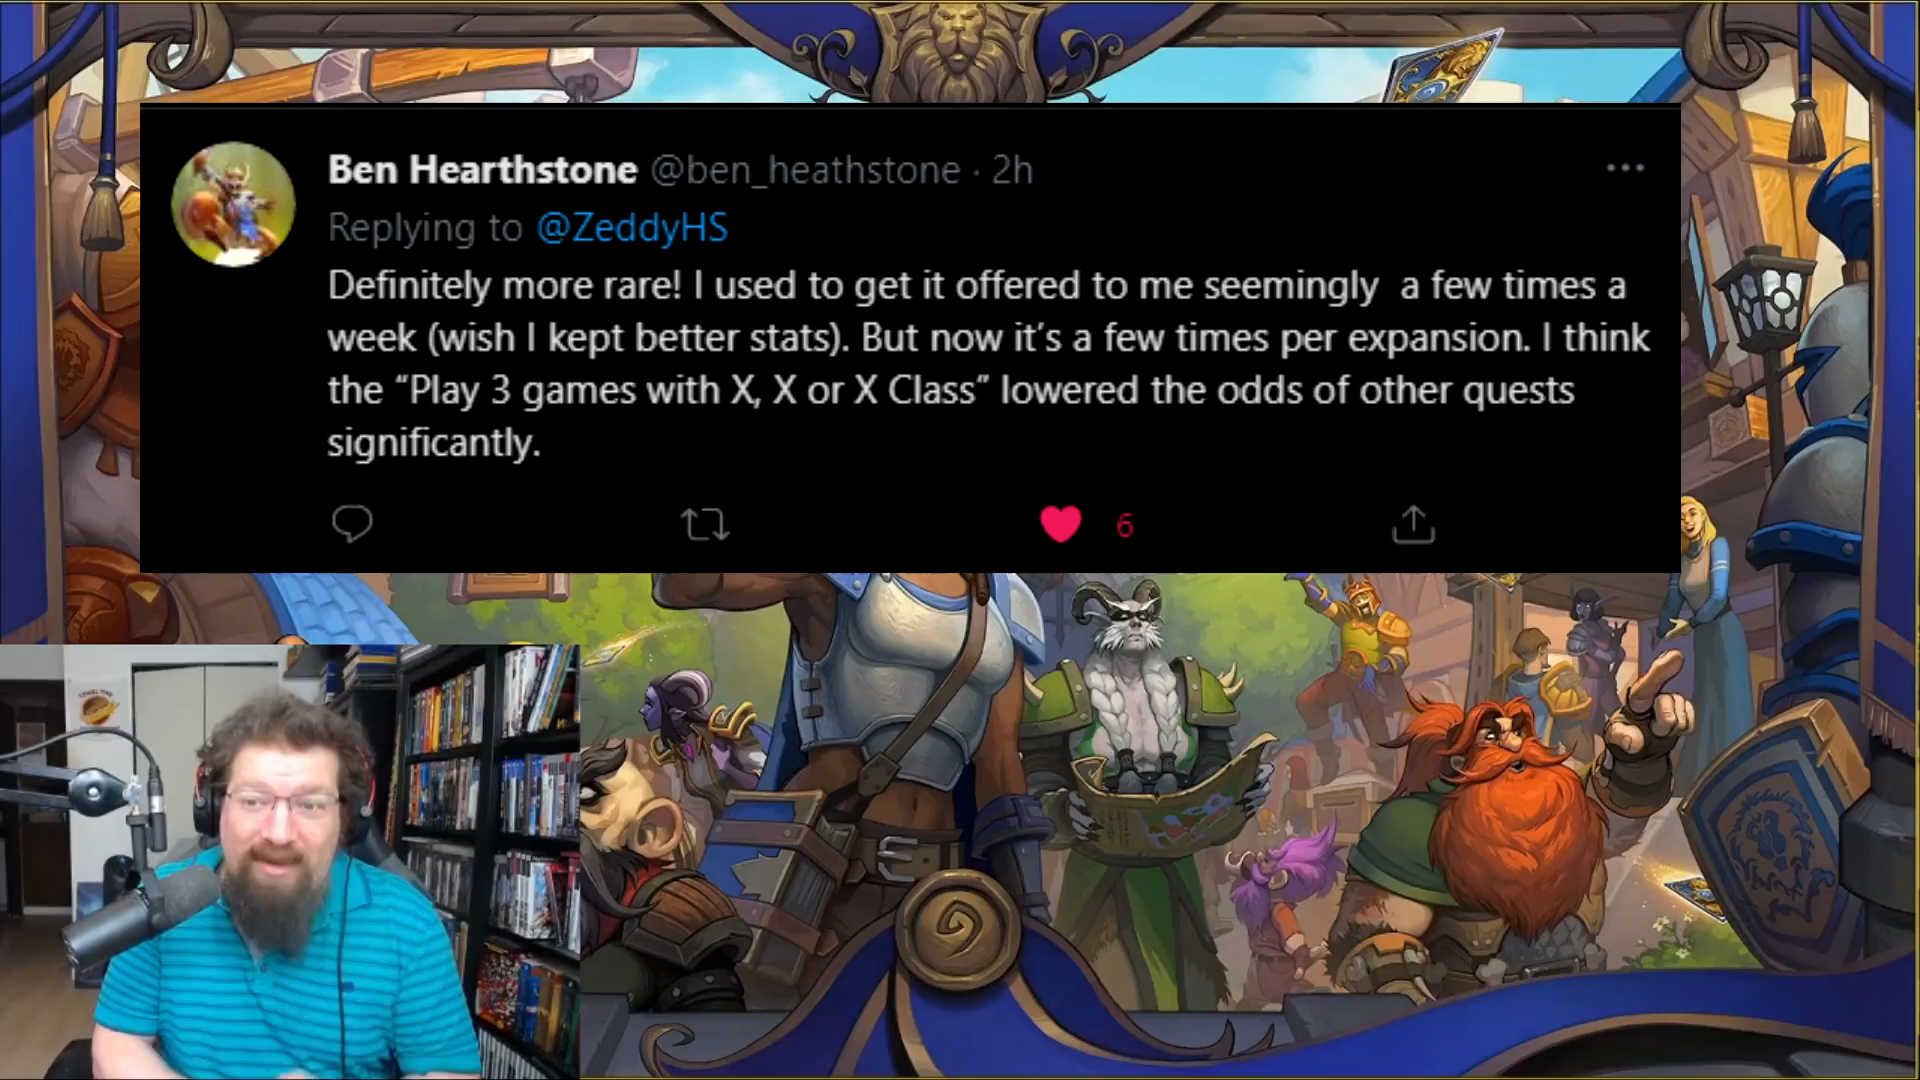 Ben Hearthstone @ben_heathstone · 2h
Replying to @ZeddyHS
Definitely more rare! I used to get it offered to me seemingly  a few times a
week (wish I kept better stats). But now it’s a few times per expansion. I think
the “Play 3 games with X, X or X Class” lowered the odds of other quests
significantly.
6